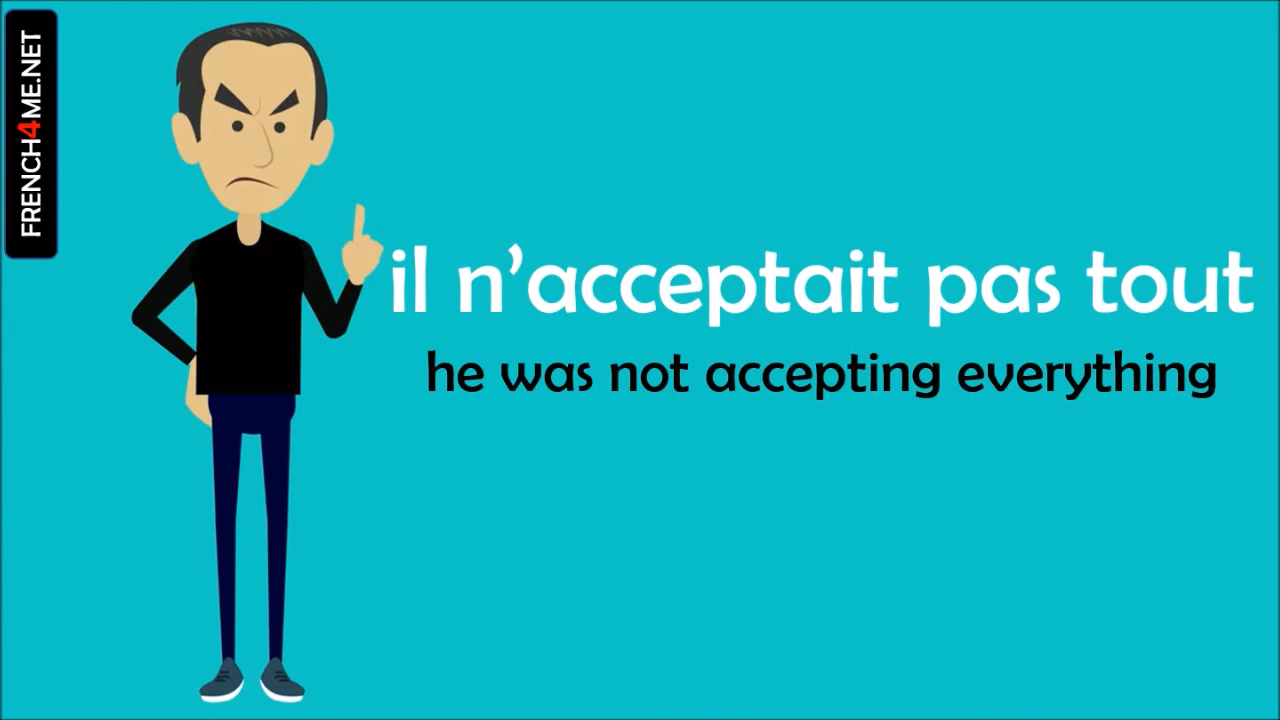 FRENCH4ME.NET
il n’acceptait pas tout
he was not accepting everything